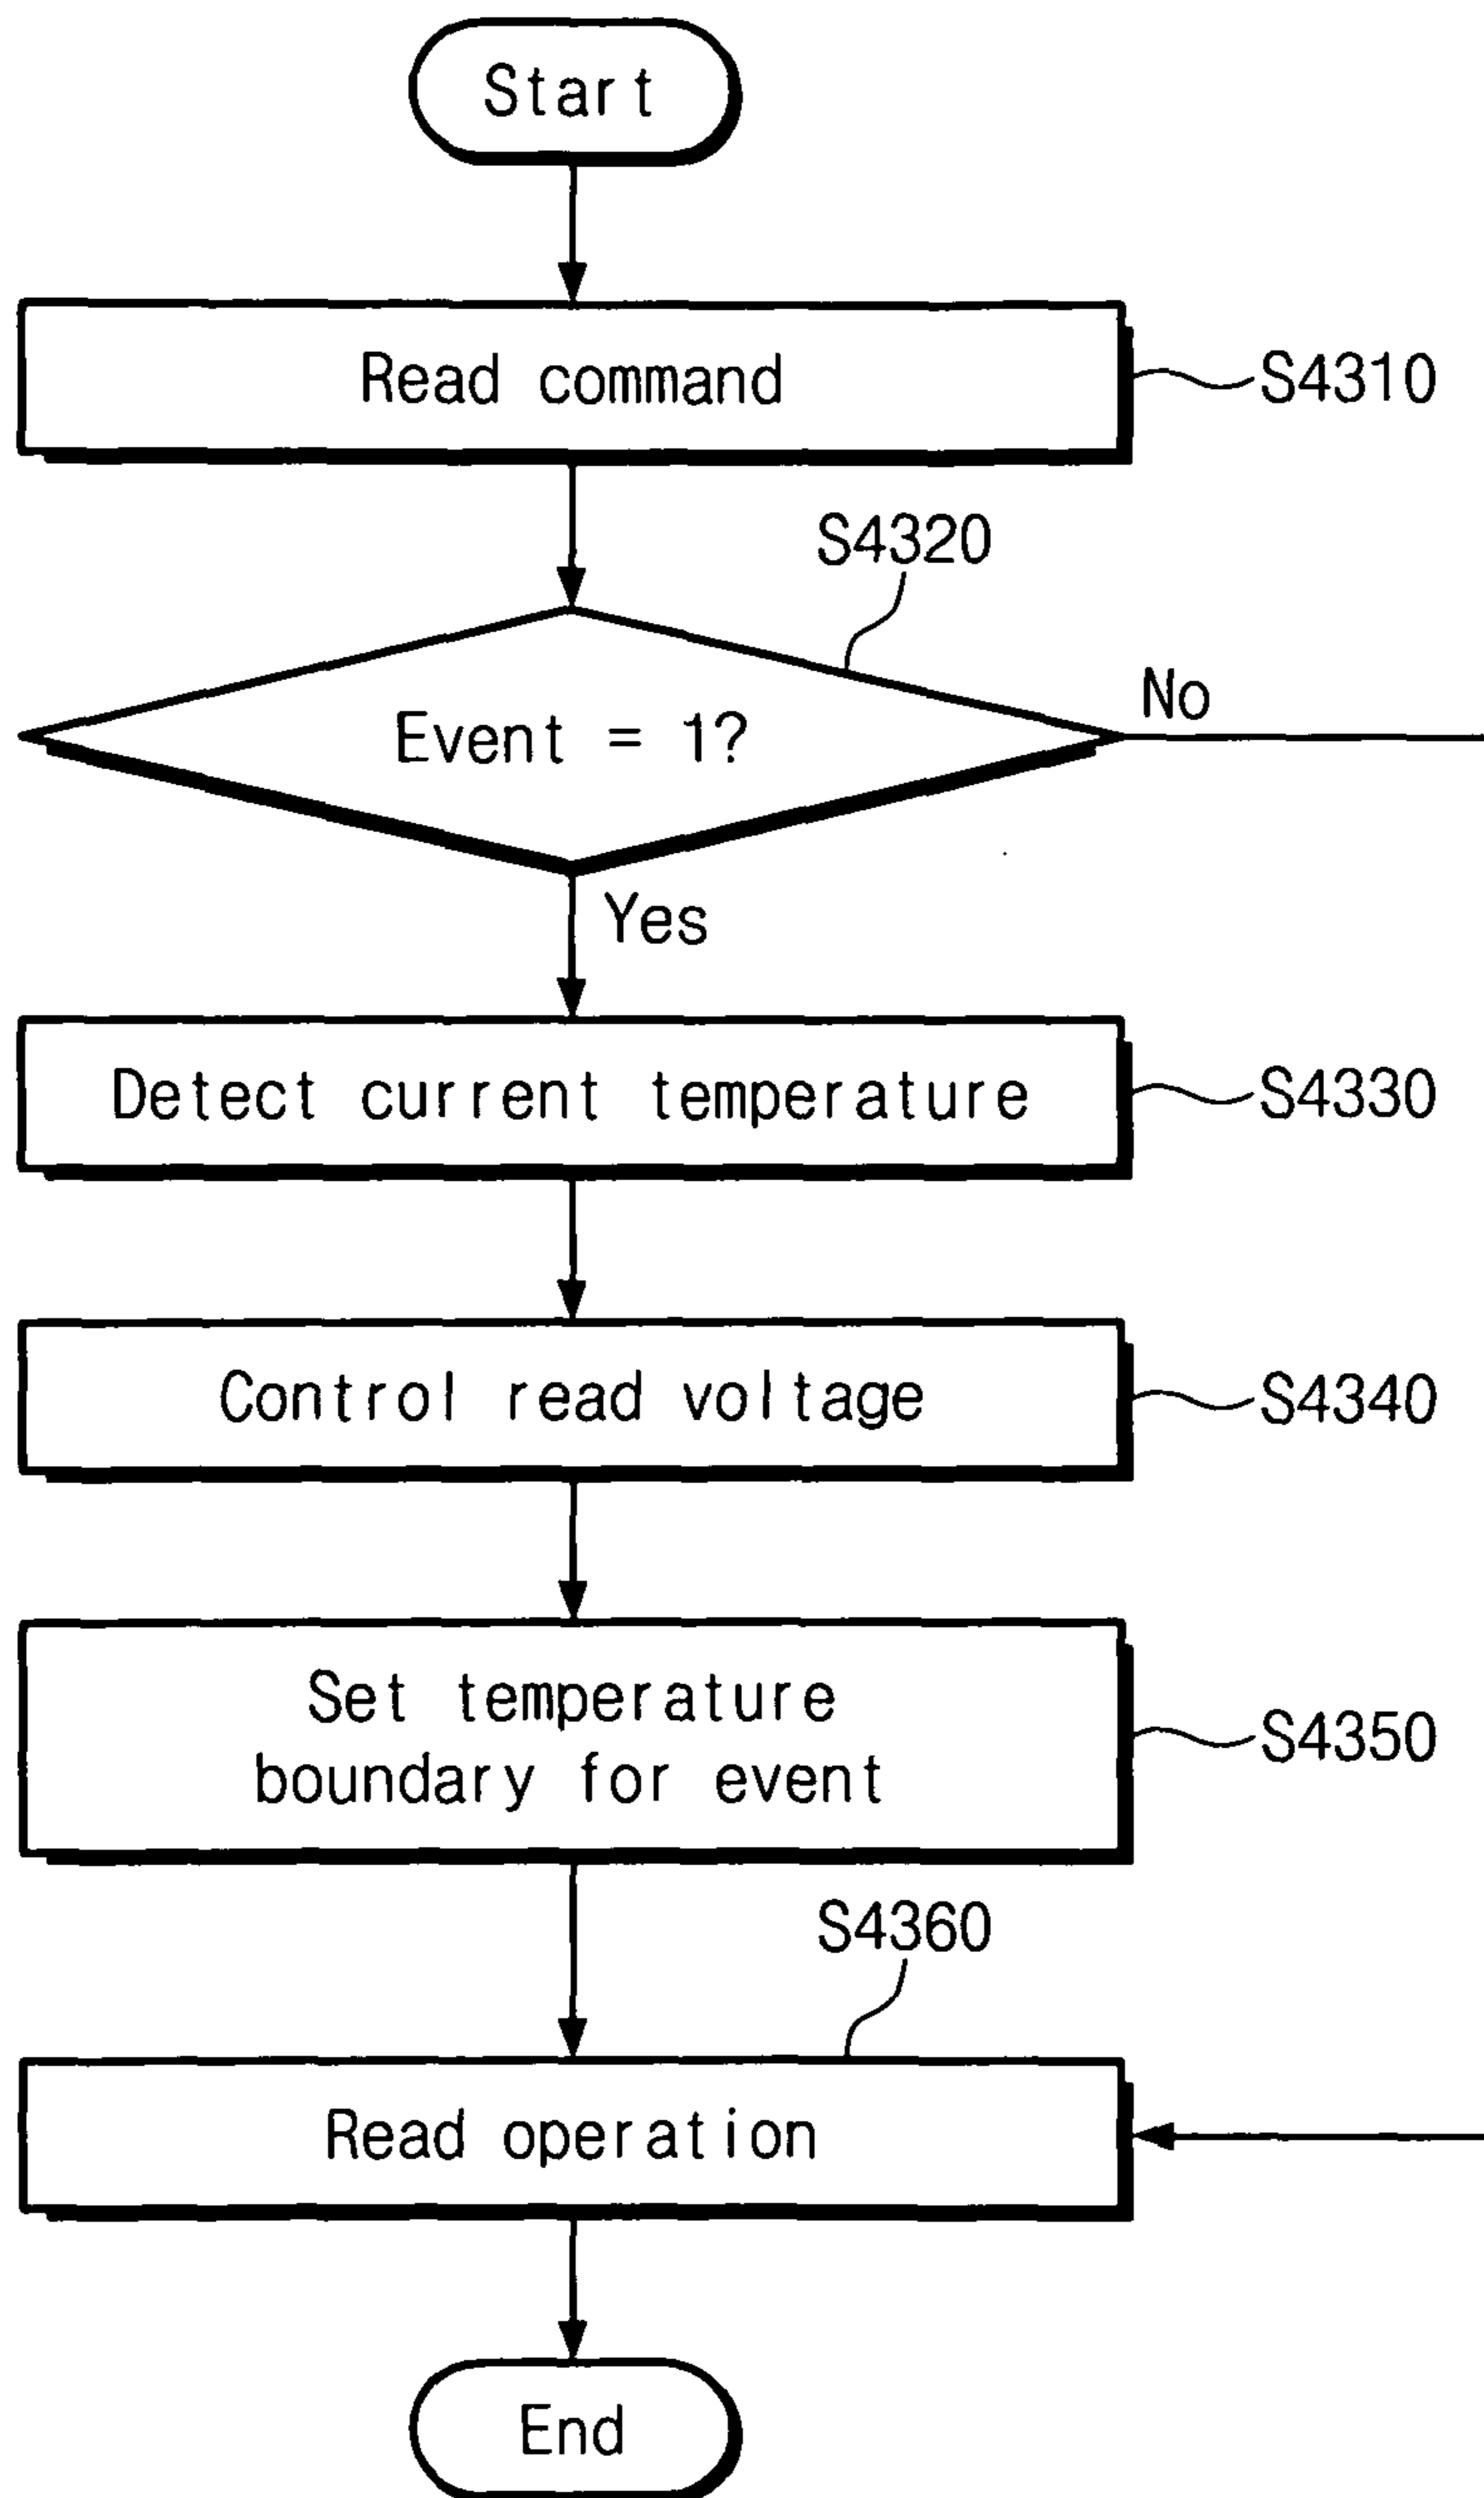 Start
Read command
S4310
S4320
Event = 1?
No
Yes
Detect current temperature
S4330
Control read voltage
S4340
Set temperature
boundary for event
S4350
S4360
Read operation
End